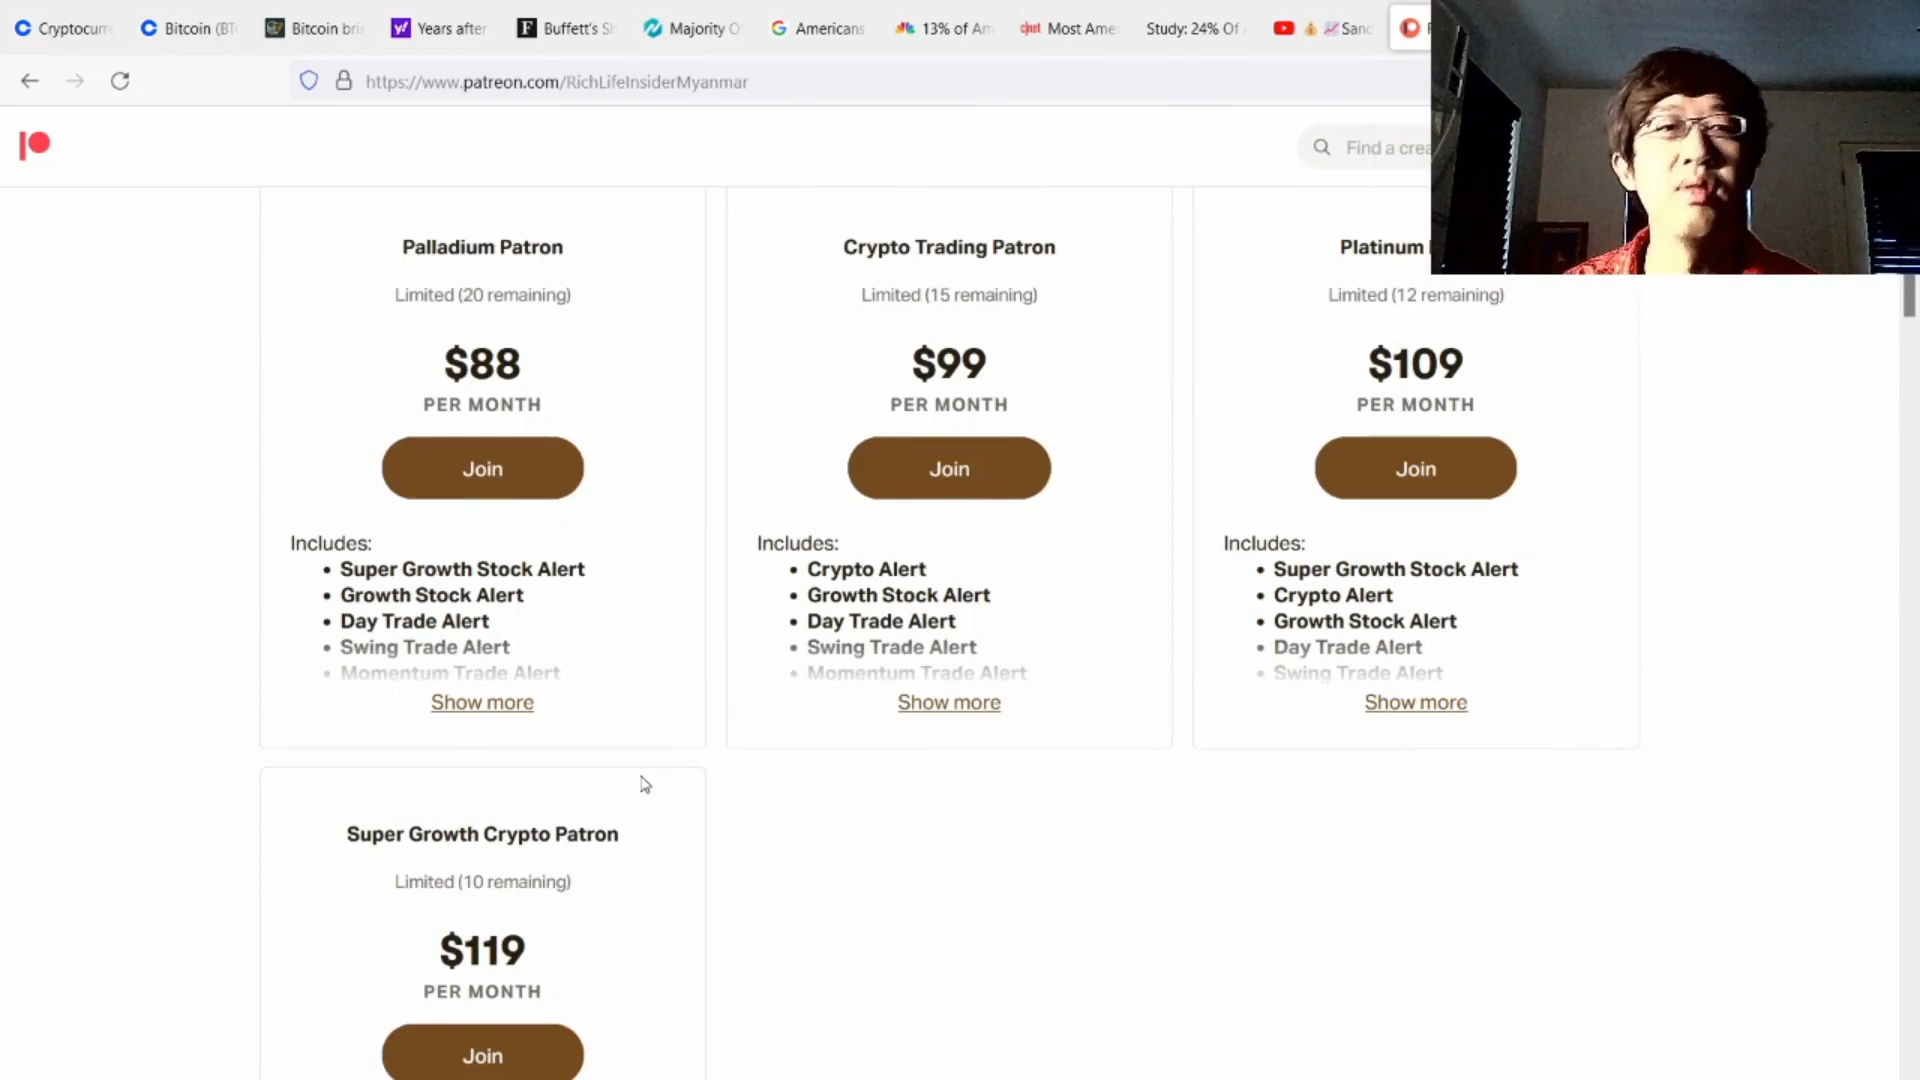 Cryptocurr
Bitcoin (BT
Bitcoin bri
Years after
Buffett's S
Majority O
Americans
13% of Am
cnet Most Ame
Study: 24% Of
Sand
https://www.patreon.com/RichLifeInsiderMyanmar
Find a crea
Palladium Patron
Limited (20 remaining)
$88
PER MONTH
Join
Includes:
• Super Growth Stock Alert
• Growth Stock Alert
• Day Trade Alert
• Swing Trade Alert
• Momentum Trade Alert
Show more
Crypto Trading Patron
Limited (15 remaining)
$99
PER MONTH
Join
Includes:
• Crypto Alert
• Growth Stock Alert
• Day Trade Alert
• Swing Trade Alert
• Momentum Trade Alert
Show more
Platinum
Limited (12 remaining)
$109
PER MONTH
Join
Includes:
• Super Growth Stock Alert
• Crypto Alert
• Growth Stock Alert
• Day Trade Alert
• Swing Trade Alert
Show more
Super Growth Crypto Patron
Limited (10 remaining)
$119
PER MONTH
Join